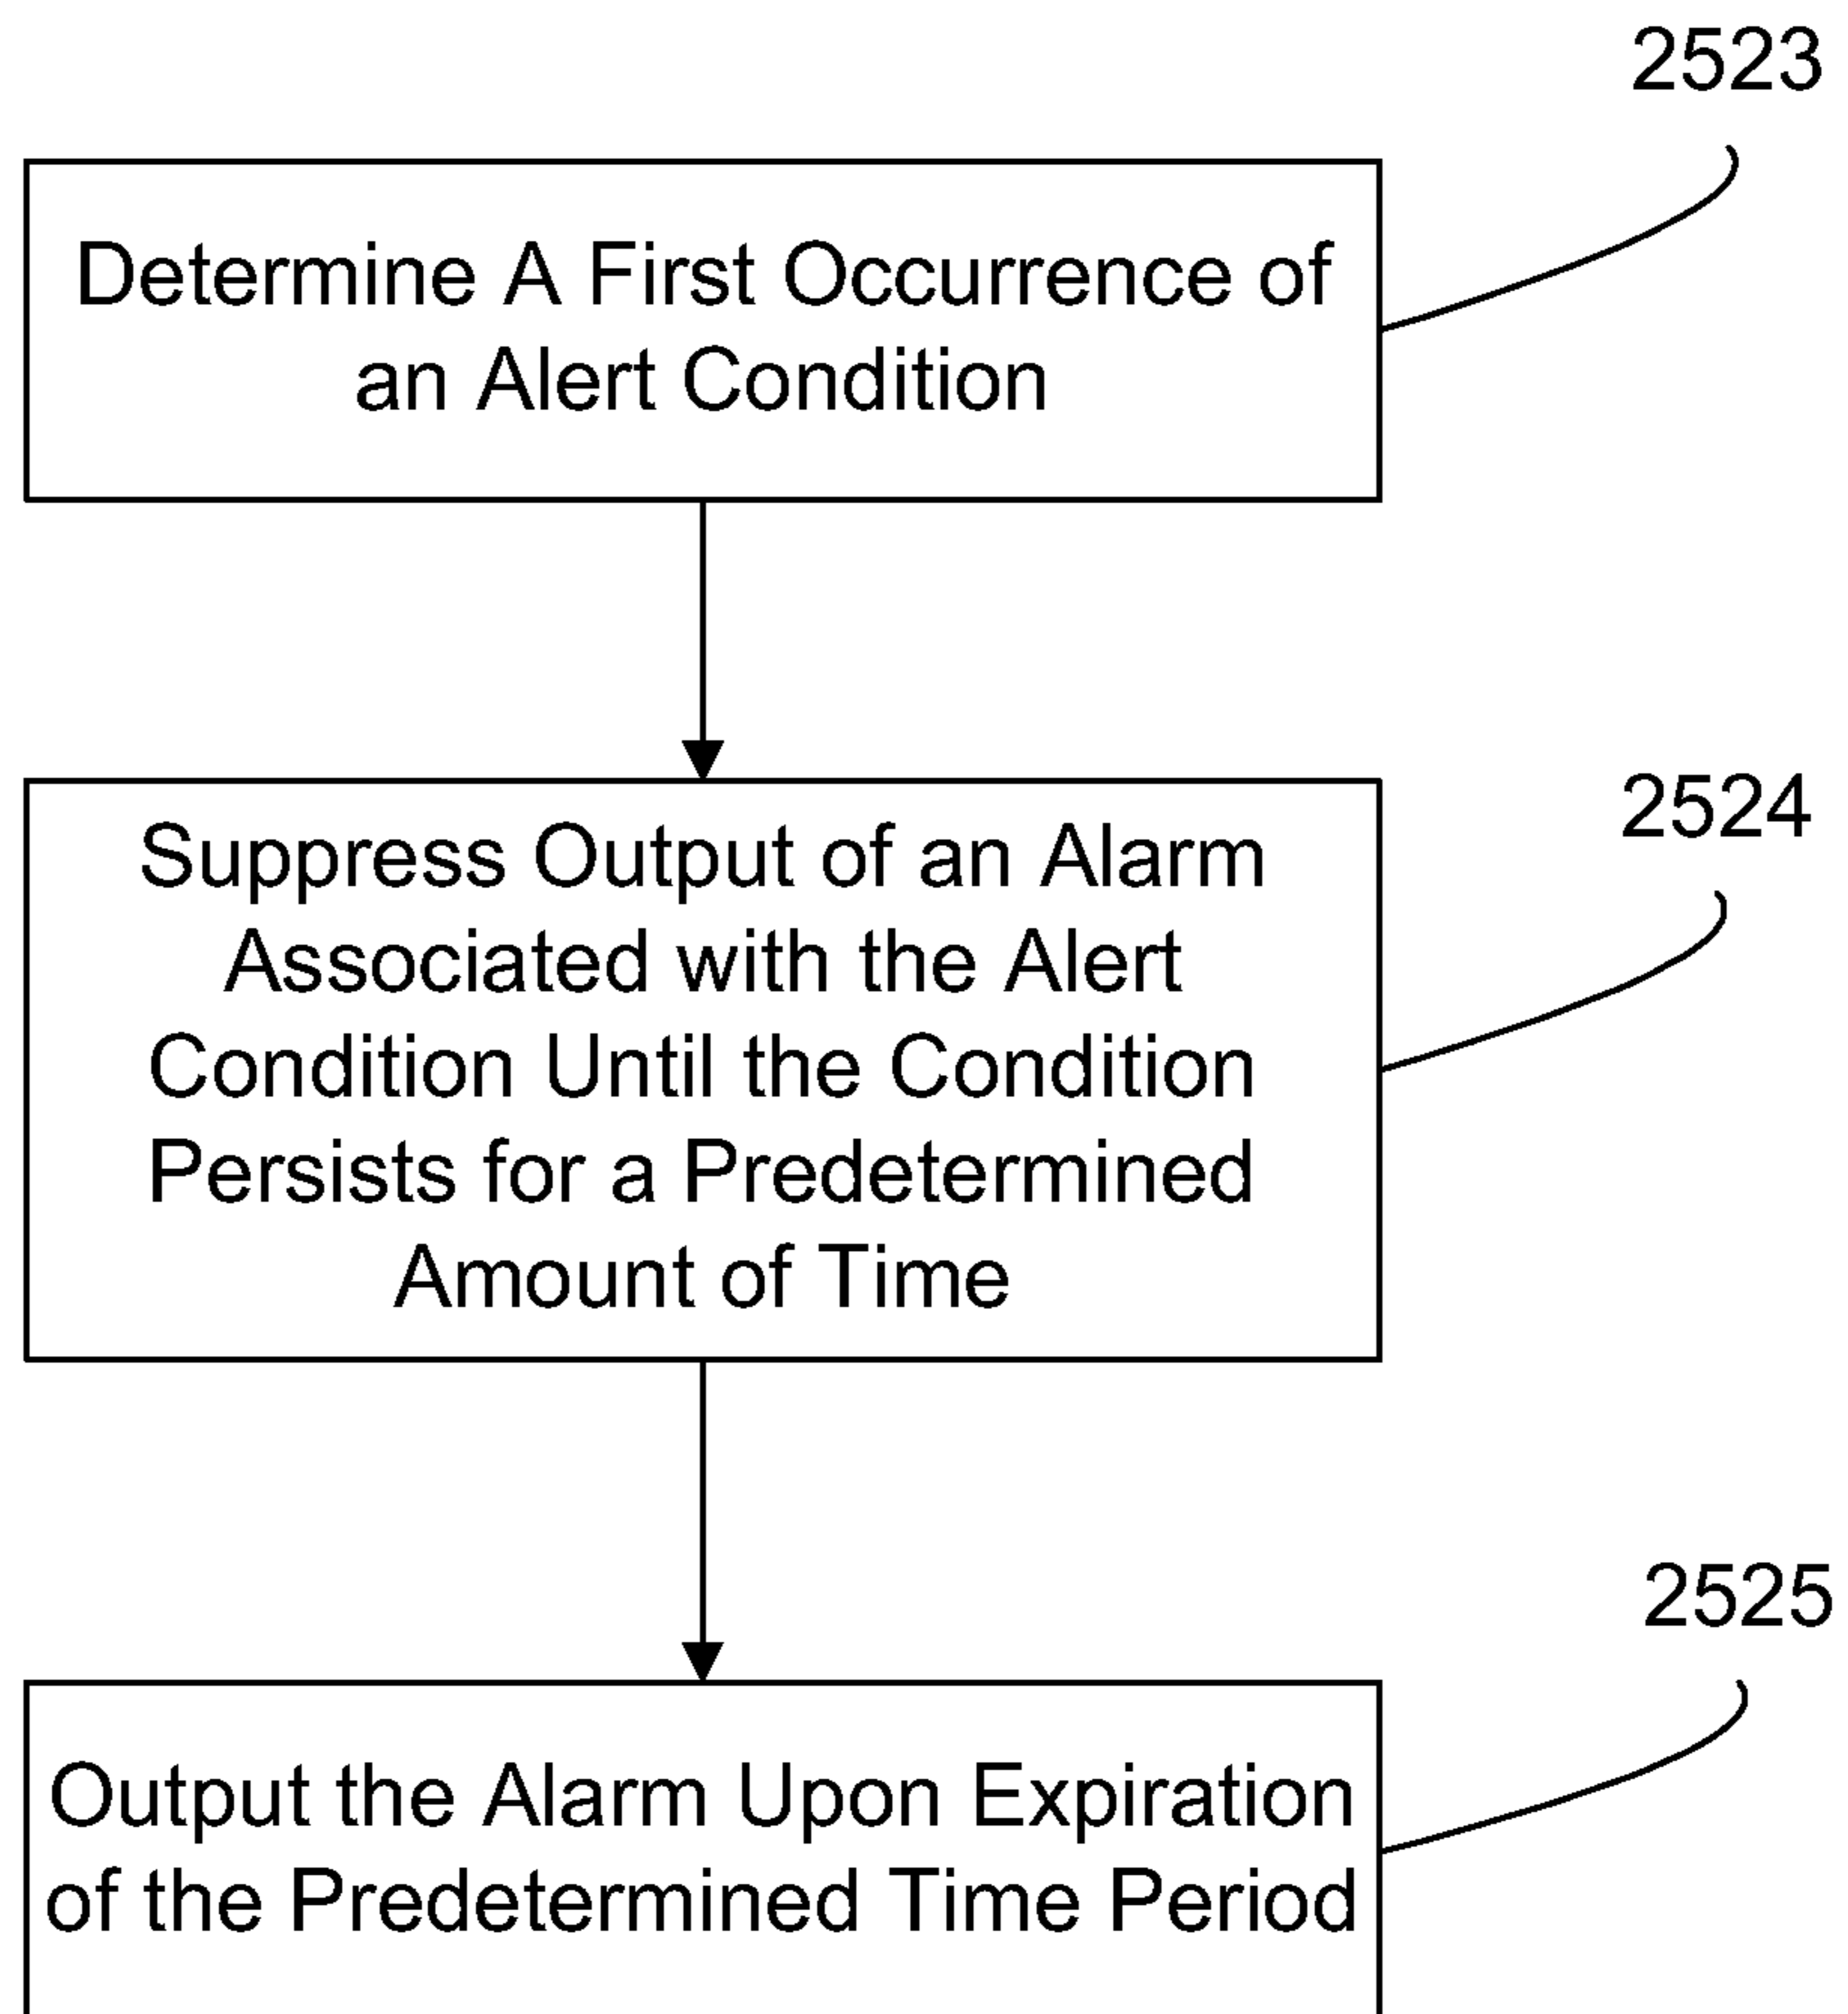 2523
Determine A First Occurrence of
an Alert Condition
2524
Suppress Output of an Alarm
Associated with the Alert
Condition Until the Condition
Persists for a Predetermined
Amount of Time
2525
Output the Alarm Upon Expiration
of the Predetermined Time Period